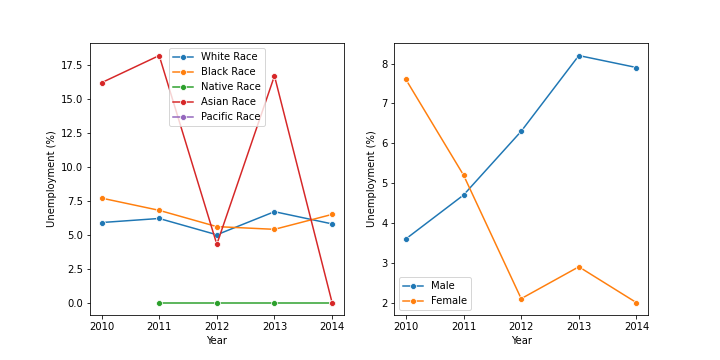 White Race
Black Race
Native Race
Asian Race
Pacific Race
17.5
15.0
12.5
10.0
7.5
5.0
2.5
0.0
Unemployment (%)
2010 2011 2012 2013 2014
Year
8
7
6
5
4
3
2
Unemployment (%)
Male
Female
2010 2011 2012 2013 2014
Year